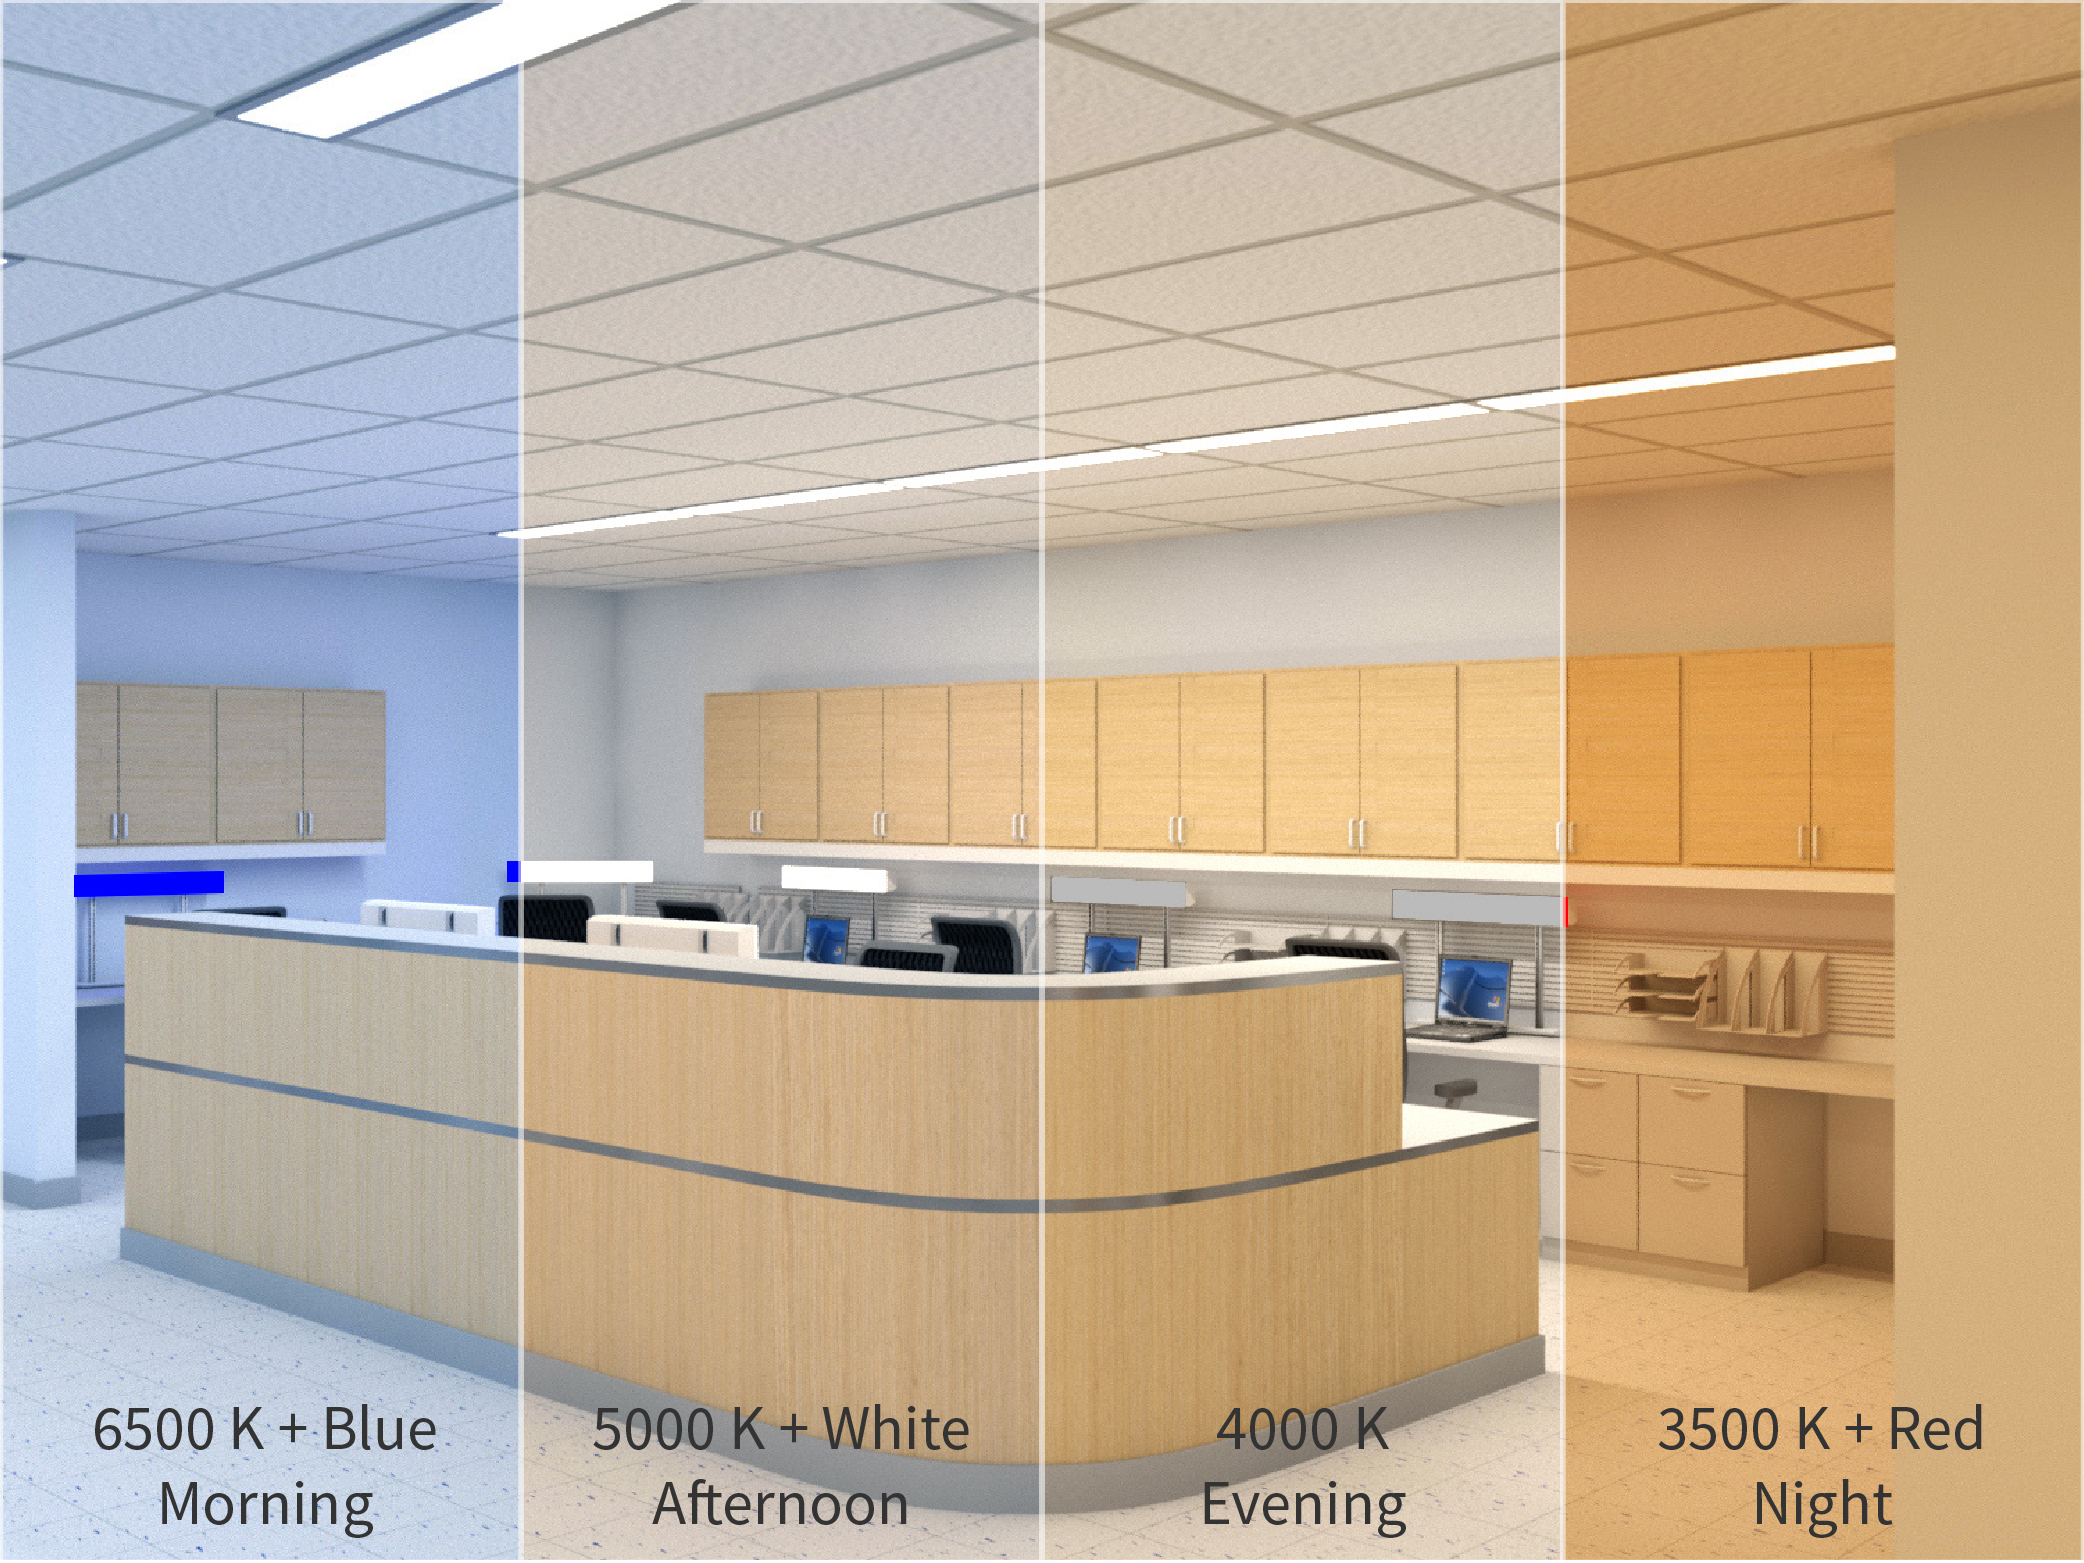 6500 K + Blue
Morning
5000 K + White
Afternoon
4000 K
Evening
3500 K + Red
Night